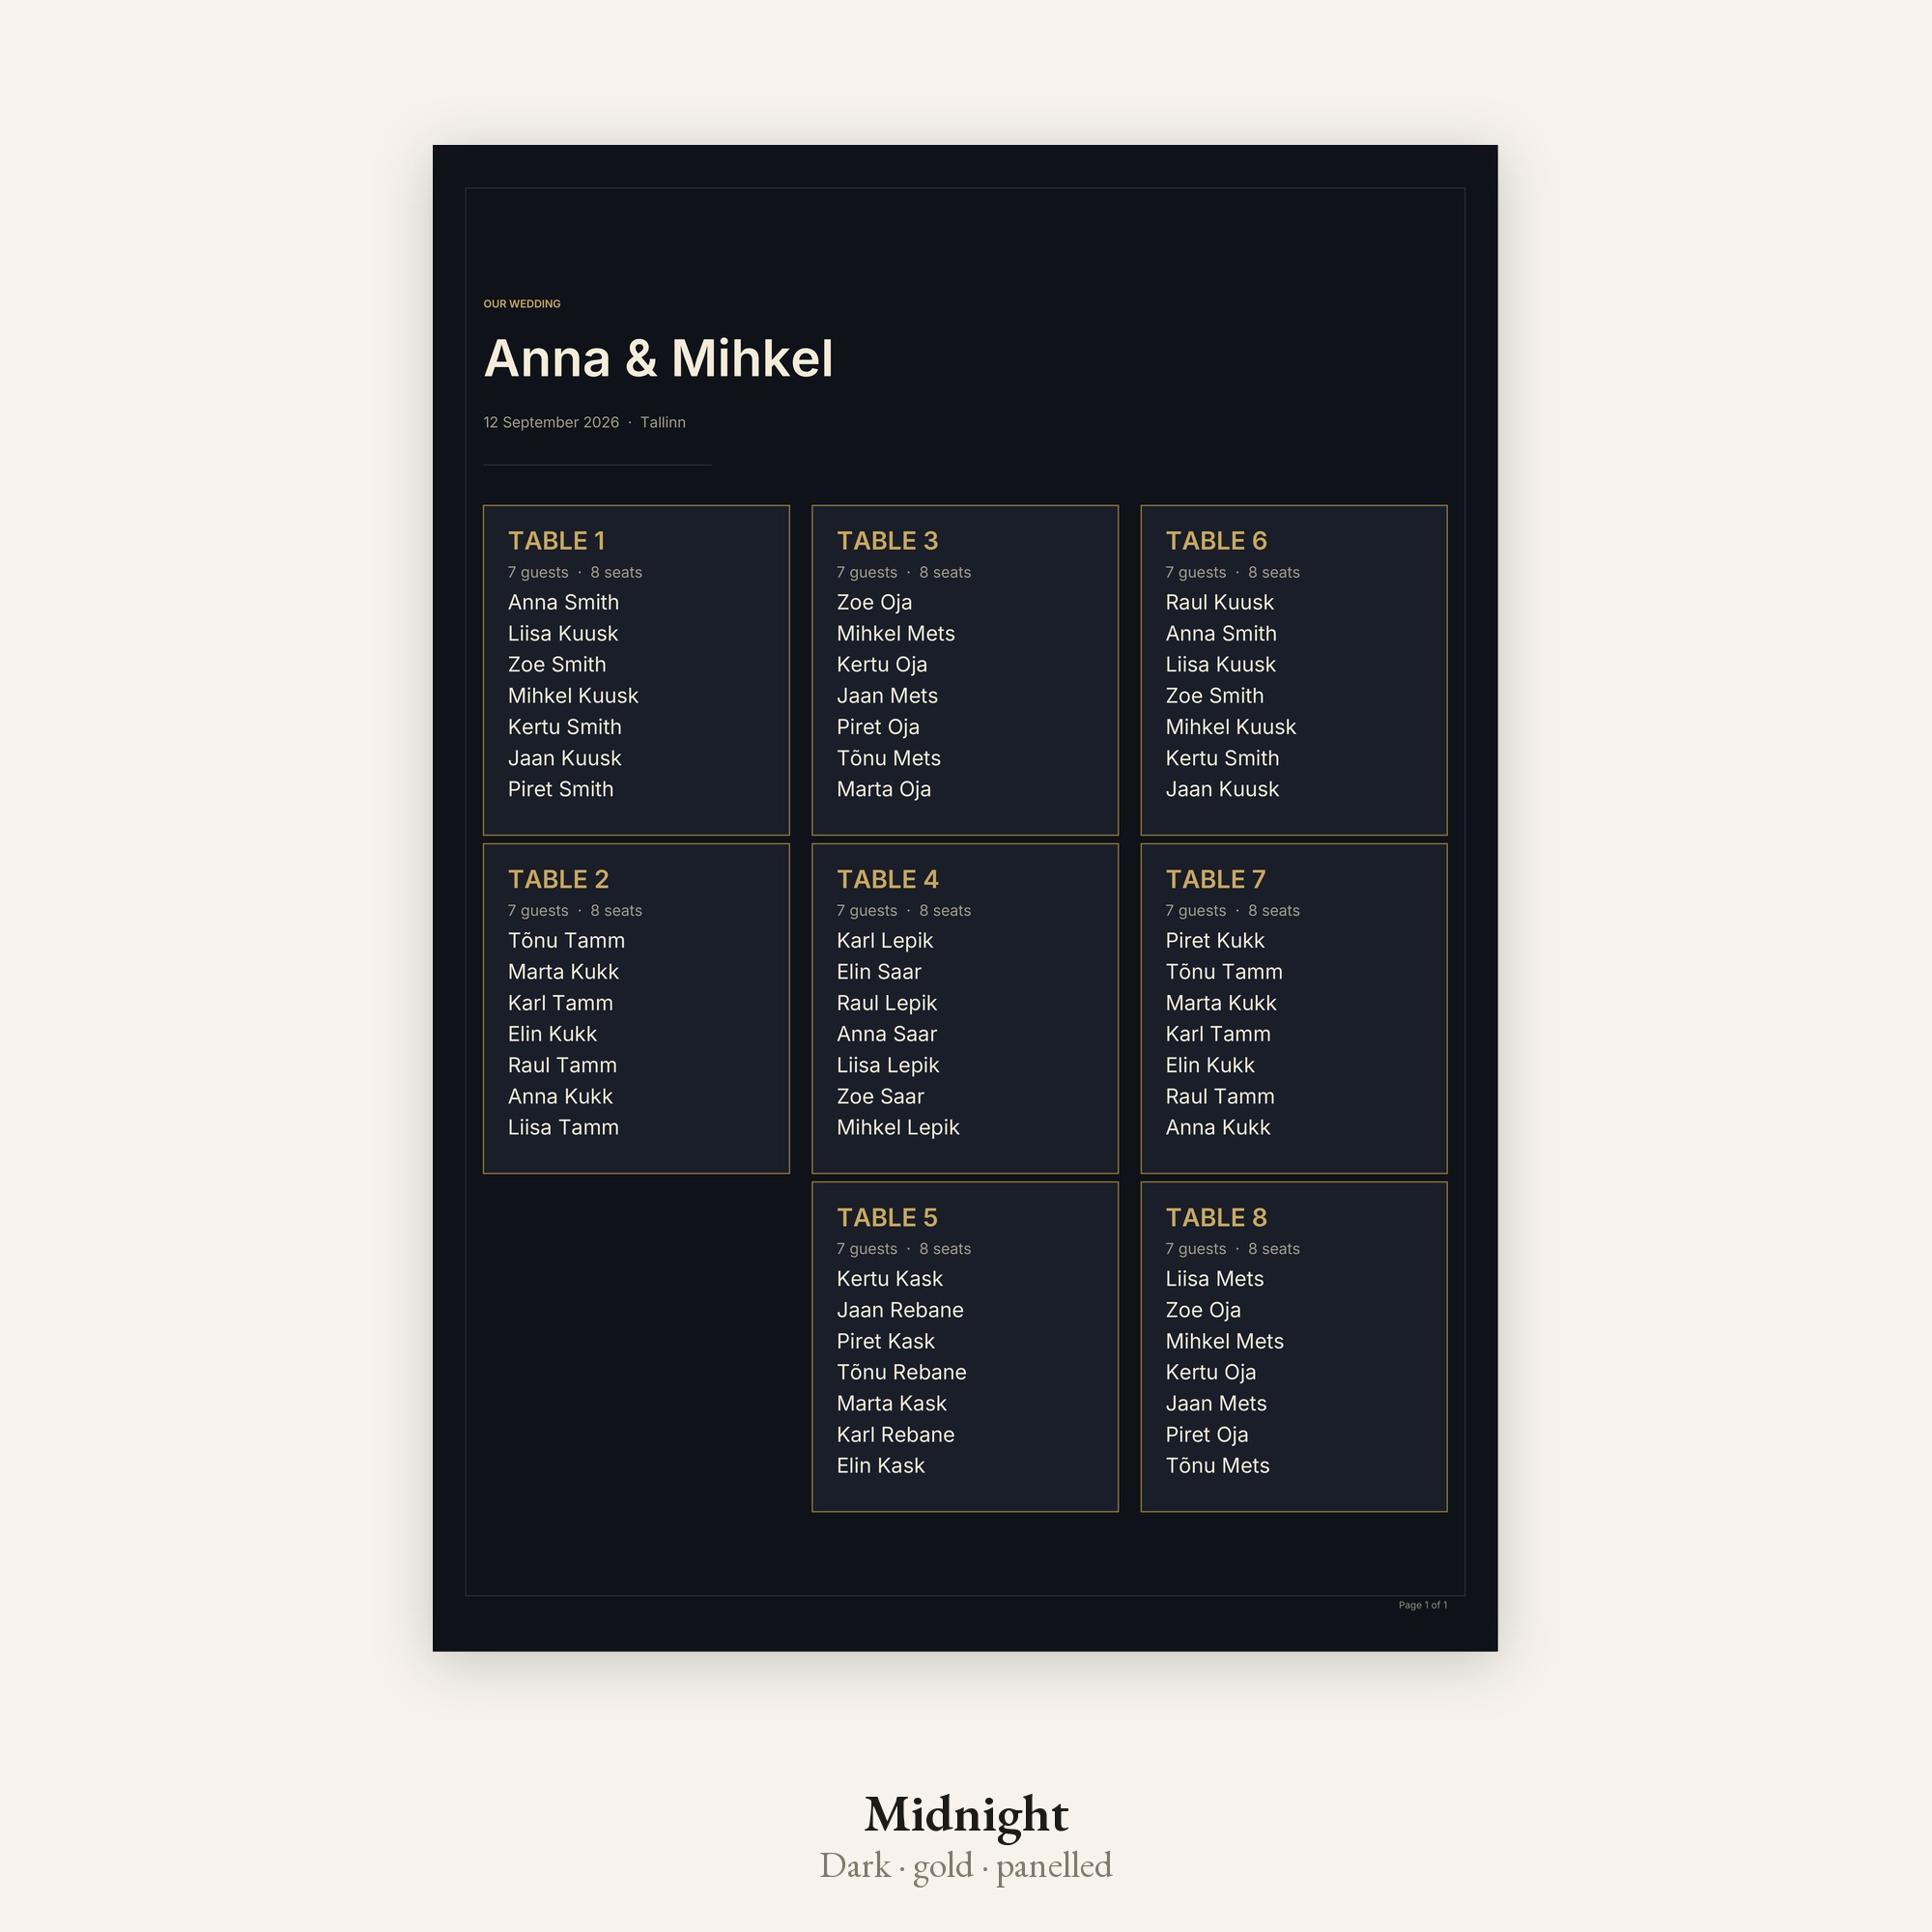 OUR WEDDING
Anna & Mihkel
12 September 2026 · Tallinn
TABLE 1
7 guests · 8 seats
Anna Smith
Liisa Kuusk
Zoe Smith
Mihkel Kuusk
Kertu Smith
Jaan Kuusk
Piret Smith
TABLE 2
7 guests · 8 seats
Tõnu Tamm
Marta Kukk
Karl Tamm
Elin Kukk
Raul Tamm
Anna Kukk
Liisa Tamm
TABLE 3
7 guests · 8 seats
Zoe Oja
Mihkel Mets
Kertu Oja
Jaan Mets
Piret Oja
Tõnu Mets
Marta Oja
TABLE 4
7 guests · 8 seats
Karl Lepik
Elin Saar
Raul Lepik
Anna Saar
Liisa Lepik
Zoe Saar
Mihkel Lepik
TABLE 5
7 guests · 8 seats
Kertu Kask
Jaan Rebane
Piret Kask
Tõnu Rebane
Marta Kask
Karl Rebane
Elin Kask
TABLE 6
7 guests · 8 seats
Raul Kuusk
Anna Smith
Liisa Kuusk
Zoe Smith
Mihkel Kuusk
Kertu Smith
Jaan Kuusk
TABLE 7
7 guests · 8 seats
Piret Kukk
Tõnu Tamm
Marta Kukk
Karl Tamm
Elin Kukk
Raul Tamm
Anna Kukk
TABLE 8
7 guests · 8 seats
Liisa Mets
Zoe Oja
Mihkel Mets
Kertu Oja
Jaan Mets
Piret Oja
Tõnu Mets
Page 1 of 1
Midnight
Dark · gold · panelled